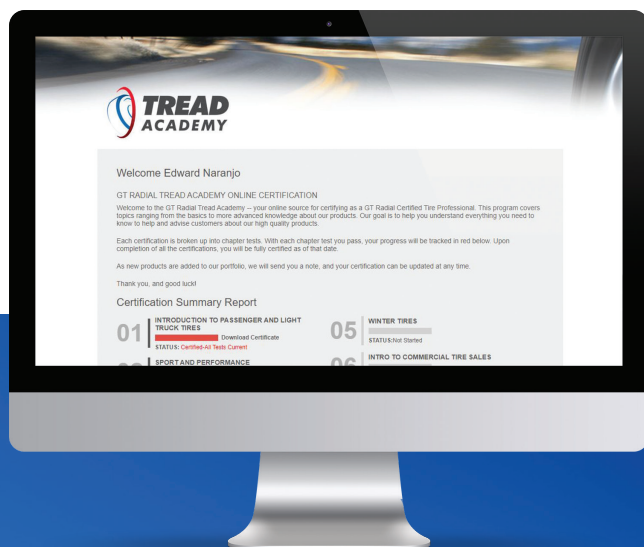 TREAD
ACADEMY
Welcome Edward Naranjo
GT RADIAL TREAD ACADEMY ONLINE CERTIFICATION
Welcome to the GT Radial Tread Academy – your online source for certifying as a GT Radial Certified Tire Professional. This program covers
topics ranging from the basics to more advanced knowledge about our products. Our goal is to help you understand everything you need to
know to help and advise customers about our high quality products.
Each certification is broken up into chapter tests. With each chapter test you pass, your progress will be tracked in red below. Upon
completion of all the certifications, you will be fully certified as of that date.
As new products are added to our portfolio, we will send you a note, and your certification can be updated at any time.
Thank you, and good luck!
Certification Summary Report
01
INTRODUCTION TO PASSENGER AND LIGHT
TRUCK TIRES
Download Certificate
STATUS: Certified-All Tests Current
SPORT AND PERFORMANCE
05
WINTER TIRES
STATUS:Not Started
06
INTRO TO COMMERCIAL TIRE SALES